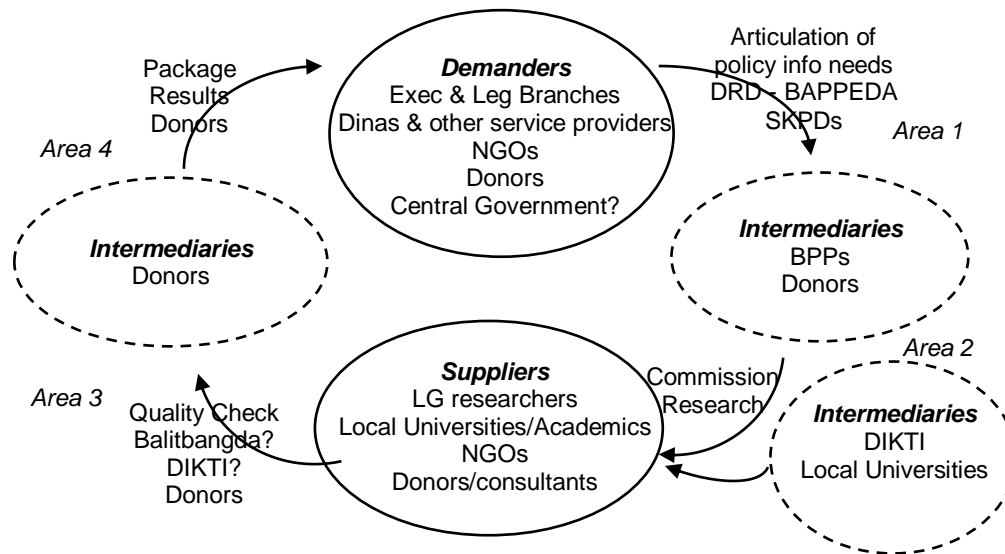 Demanders
Exec & Leg Branches
Dinas & other service providers
NGOs
Donors
Central Government?
Articulation of
policy info needs
DRD - BAPPEDA
SKPDs
Area 1
Intermediaries
BPPs
Donors
Area 2
Intermediaries
DIKTI
Local Universities
Commission
Research
Suppliers
LG researchers
Local Universities/Academics
NGOs
Donors/consultants
Area 3
Quality Check
Balitbangda?
DIKTI?
Donors
Intermediaries
Donors
Area 4
Package
Results
Donors